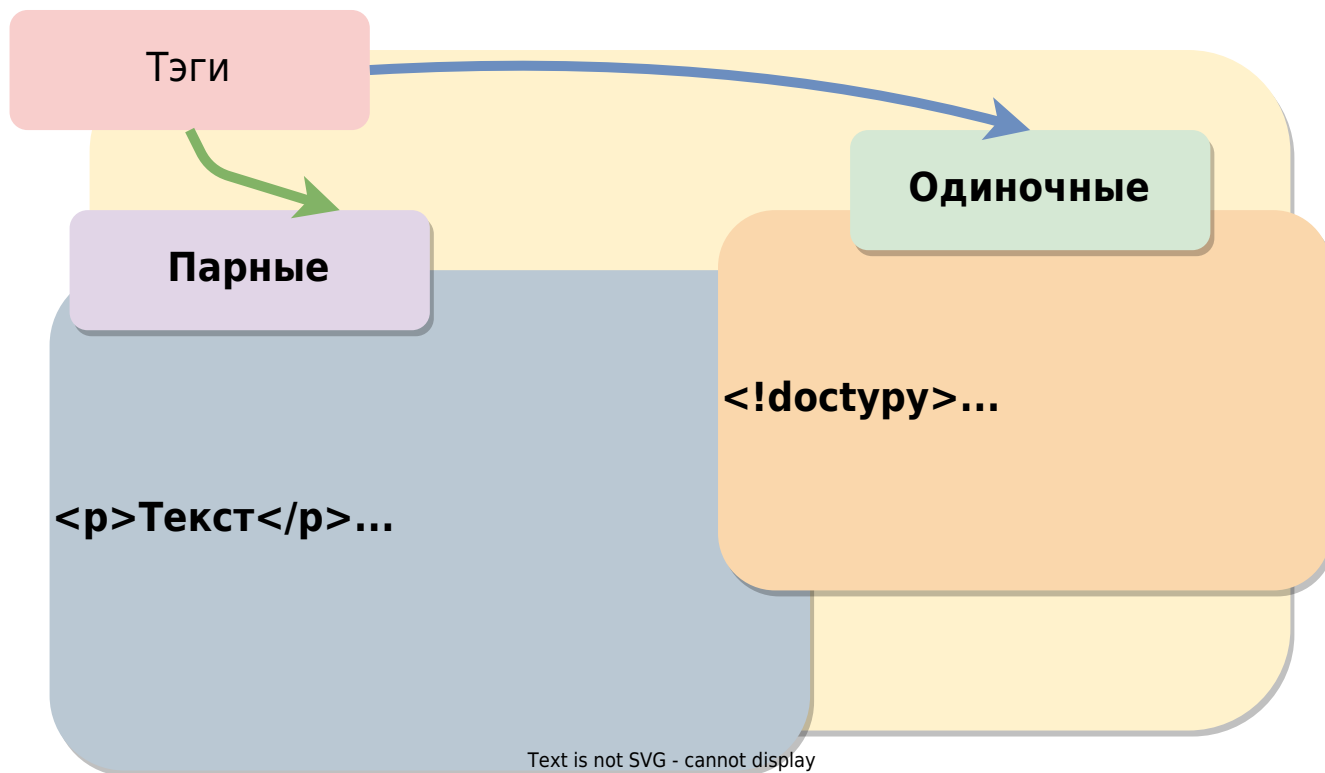 Тэги
Одиночные
Парные
<!doctypy>...
<p>Текст</p>...
Text is not SVG - cannot display